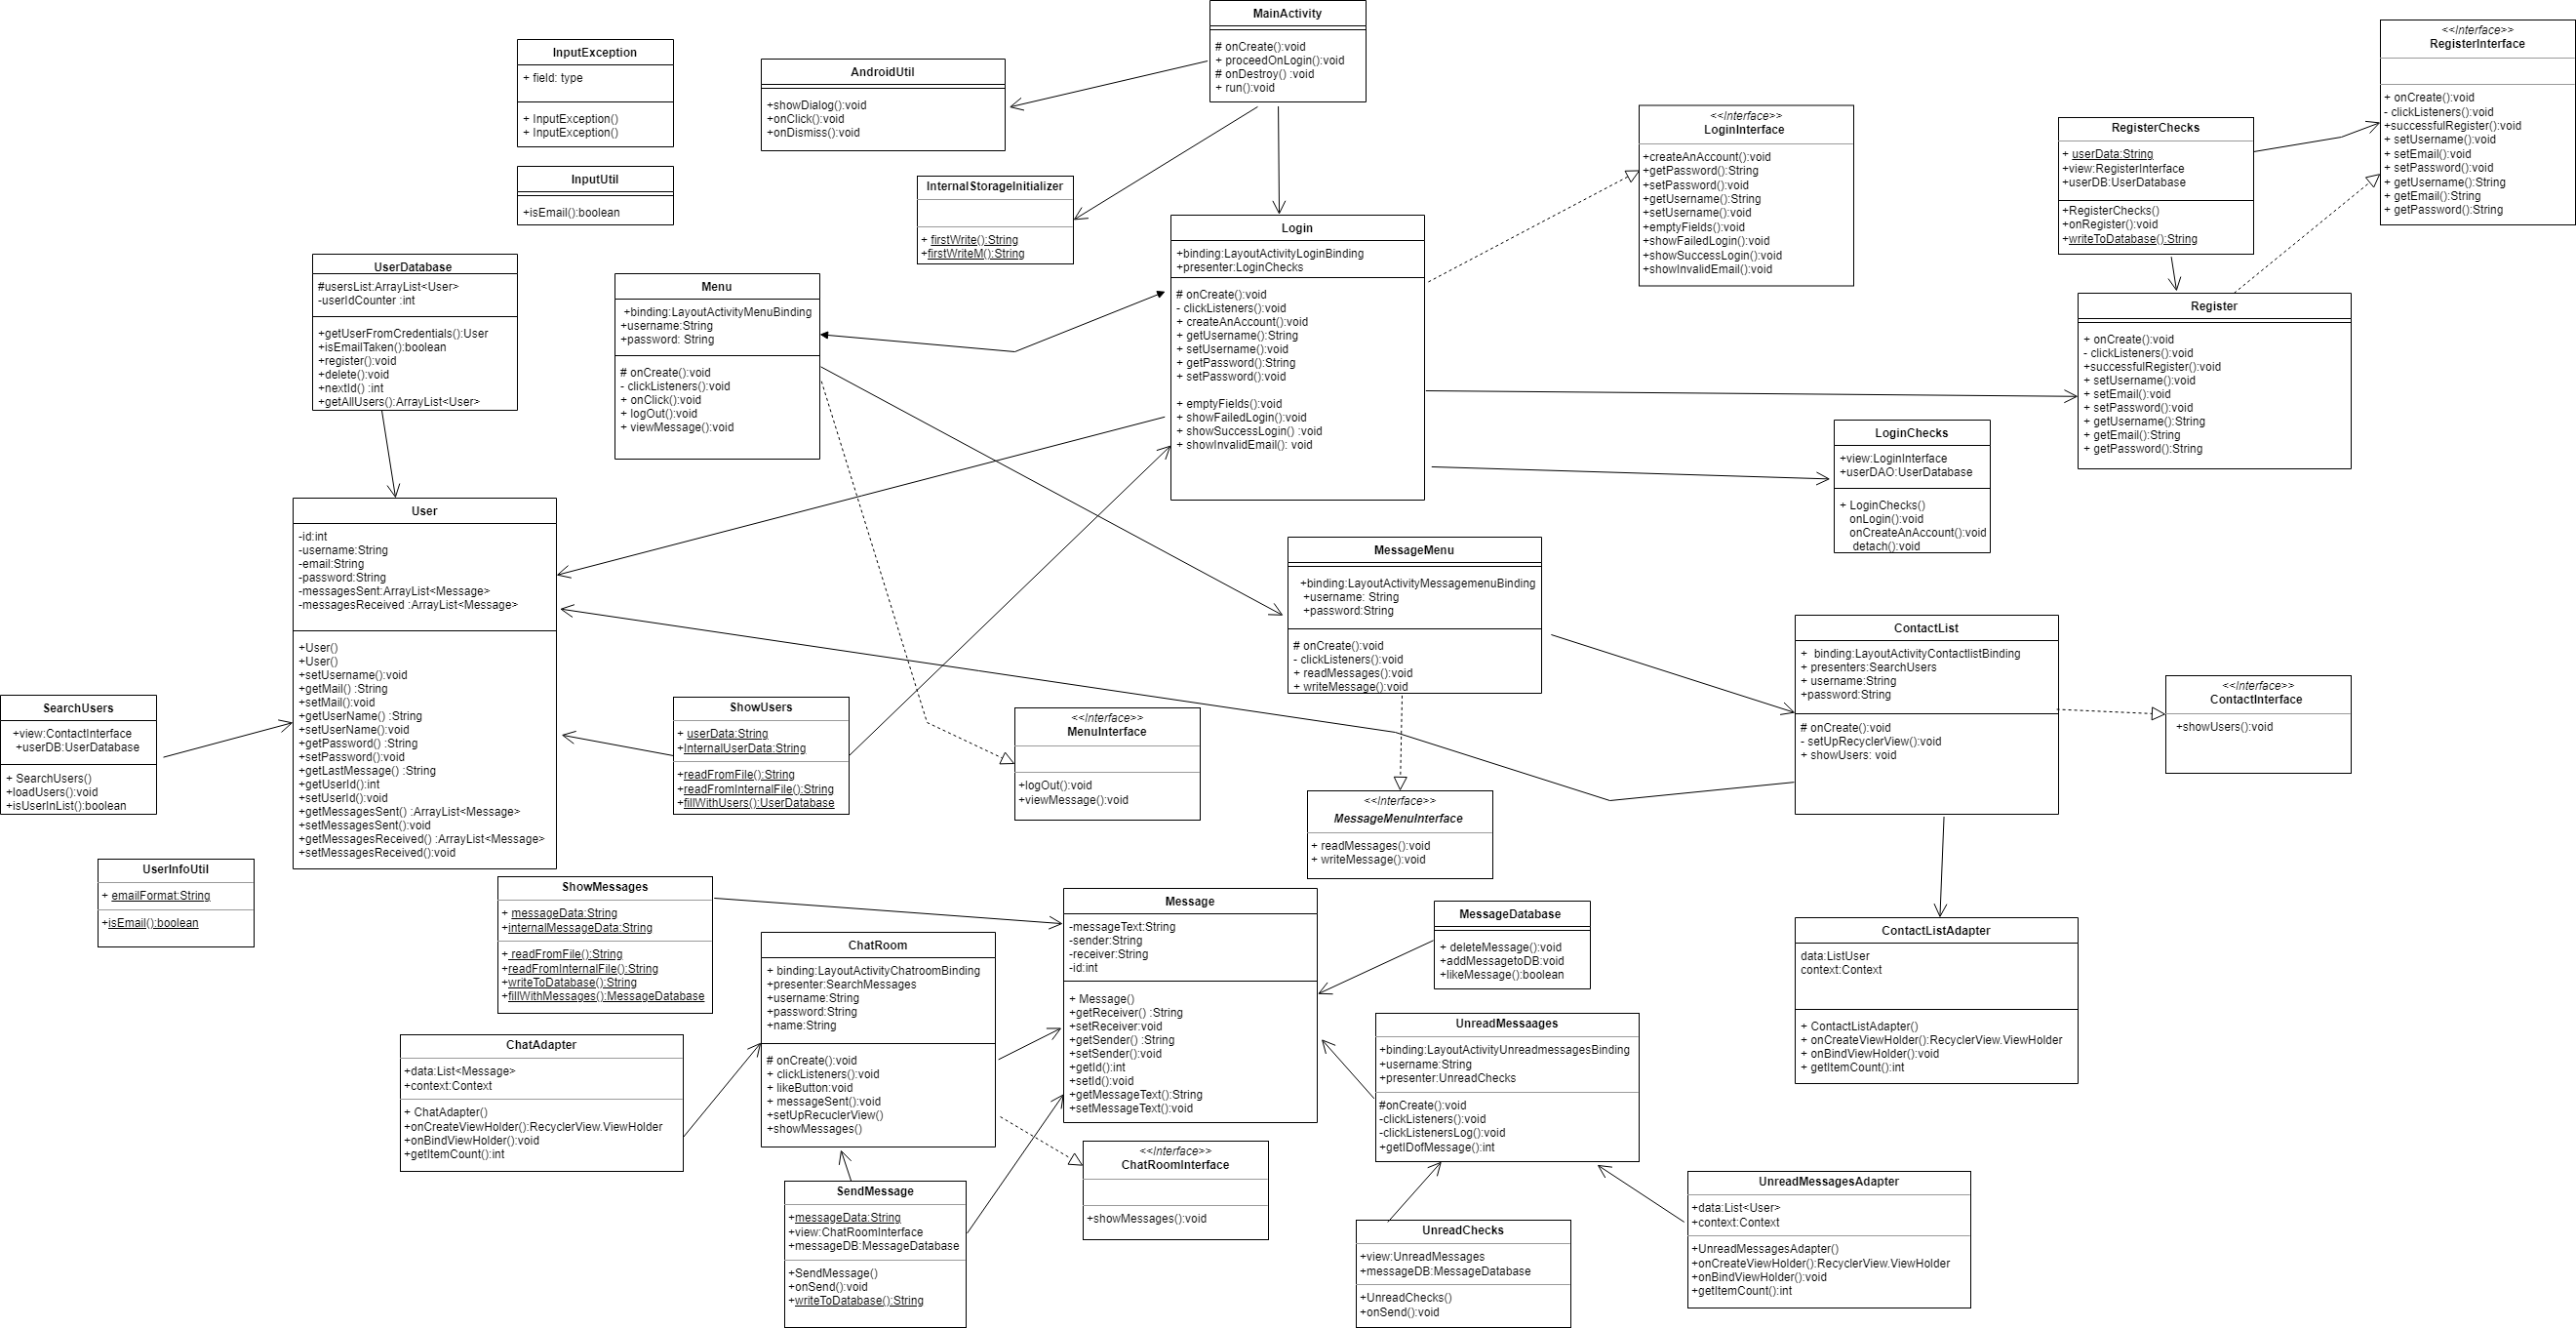 MainActivity
# onCreate():void
+ proceedOnLogin():void
# onDestroy() :void
+ run():void
<<Interface>>
RegisterInterface
+ onCreate():void
- clickListeners():void
+successfulRegister():void
+ setUsername():void
+ setEmail():void
+ setPassword():void
+ getUsername():String
+ getEmail():String
+ getPassword():String
InputException
+ field: type
+ InputException()
+ InputException()
AndroidUtil
+showDialog():void
+onClick():void
+onDismiss():void
<<Interface>>
LoginInterface
+createAnAccount():void
+getPassword():String
+setPassword():void
+getUsername():String
+setUsername():void
+emptyFields():void
+showFailedLogin():void
+showSuccessLogin():void
+showInvalidEmail():void
RegisterChecks
+ userData:String
+view:RegisterInterface
+userDB:UserDatabase
+RegisterChecks()
+onRegister():void
+writeToDatabase():String
InputUtil
+isEmail():boolean
InternalStorageInitializer
+ firstWrite():String
+firstWriteM():String
Login
+binding:LayoutActivityLoginBinding
+presenter:LoginChecks
# onCreate():void
- clickListeners():void
+ createAnAccount():void
+ getUsername():String
+ setUsername():void
+ getPassword():String
+ setPassword():void
+ emptyFields():void
+ showFailedLogin():void
+ showSuccessLogin() :void
+ showInvalidEmail(): void
UserDatabase
#usersList:ArrayList<User>
-userIdCounter :int
+getUserFromCredentials():User
+isEmailTaken():boolean
+register():void
+delete():void
+nextId() :int
+getAllUsers():ArrayList<User>
Menu
+binding:LayoutActivityMenuBinding
+username:String
+password: String
# onCreate():void
- clickListeners():void
+ onClick():void
+ logOut():void
+ viewMessage():void
Register
+ onCreate():void
- clickListeners():void
+successfulRegister():void
+ setUsername():void
+ setEmail():void
+ setPassword():void
+ getUsername():String
+ getEmail():String
+ getPassword():String
LoginChecks
+view:LoginInterface
+userDAO:UserDatabase
+ LoginChecks()
onLogin():void
onCreateAnAccount():void
detach():void
User
-id:int
-username:String
-email:String
-password:String
-messagesSent:ArrayList<Message>
-messagesReceived :ArrayList<Message>
+User()
+User()
+setUsername():void
+getMail() :String
+setMail():void
+getUserName() :String
+setUserName():void
+getPassword() :String
+setPassword():void
+getLastMessage() :String
+getUserId():int
+setUserId():void
+getMessagesSent() :ArrayList<Message>
+setMessagesSent():void
+getMessagesReceived() :ArrayList<Message>
+setMessagesReceived():void
MessageMenu
+binding:LayoutActivityMessagemenuBinding
+username: String
+password:String
# onCreate():void
- clickListeners():void
+ readMessages():void
+ writeMessage():void
ContactList
+ binding:LayoutActivityContactlistBinding
+ presenters:SearchUsers
+ username:String
+password:String
# onCreate():void
- setUpRecyclerView():void
+ showUsers: void
<<Interface>>
ContactInterface
+showUsers():void
SearchUsers
+view:ContactInterface
+userDB:UserDatabase
+ SearchUsers()
+loadUsers():void
+isUserInList():boolean
ShowUsers
+ userData:String
+InternalUserData:String
+readFromFile():String
+readFromInternalFile():String
+fillWithUsers():UserDatabase
<<Interface>>
MenuInterface
+logOut():void
+viewMessage():void
<<Interface>>
MessageMenuInterface
+ readMessages():void
+ writeMessage():void
UserInfoUtil
+ emailFormat:String
+isEmail():boolean
ShowMessages
+ messageData:String
+internalMessageData:String
+ readFromFile():String
+readFromInternalFile():String
+writeToDatabase():String
+fillWithMessages():MessageDatabase
Message
-messageText:String
-sender:String
-receiver:String
-id:int
+ Message()
+getReceiver() :String
+setReceiver:void
+getSender() :String
+setSender():void
+getId():int
+setId():void
+getMessageText():String
+setMessageText():void
MessageDatabase
+ deleteMessage():void
+addMessagetoDB:void
+likeMessage():boolean
ContactListAdapter
data:ListUser
context:Context
+ ContactListAdapter()
+ onCreateViewHolder():RecyclerView.ViewHolder
+ onBindViewHolder():void
+ getItemCount():int
ChatRoom
+ binding:LayoutActivityChatroomBinding
+presenter:SearchMessages
+username:String
+password:String
+name:String
# onCreate():void
+ clickListeners():void
+ likeButton:void
+ messageSent():void
+setUpRecuclerView()
+showMessages()
ChatAdapter
+data:List<Message>
+context:Context
+ ChatAdapter()
+onCreateViewHolder():RecyclerView.ViewHolder
+onBindViewHolder():void
+getItemCount():int
UnreadMessaages
+binding:LayoutActivityUnreadmessagesBinding
+username:String
+presenter:UnreadChecks
#onCreate():void
-clickListeners():void
-clickListenersLog():void
+getIDofMessage():int
<<Interface>>
ChatRoomInterface
+showMessages():void
SendMessage
+messageData:String
+view:ChatRoomInterface
+messageDB:MessageDatabase
+SendMessage()
+onSend():void
+writeToDatabase():String
UnreadChecks
+view:UnreadMessages
+messageDB:MessageDatabase
+UnreadChecks()
+onSend():void
UnreadMessagesAdapter
+data:List<User>
+context:Context
+UnreadMessagesAdapter()
+onCreateViewHolder():RecyclerView.ViewHolder
+onBindViewHolder():void
+getItemCount():int